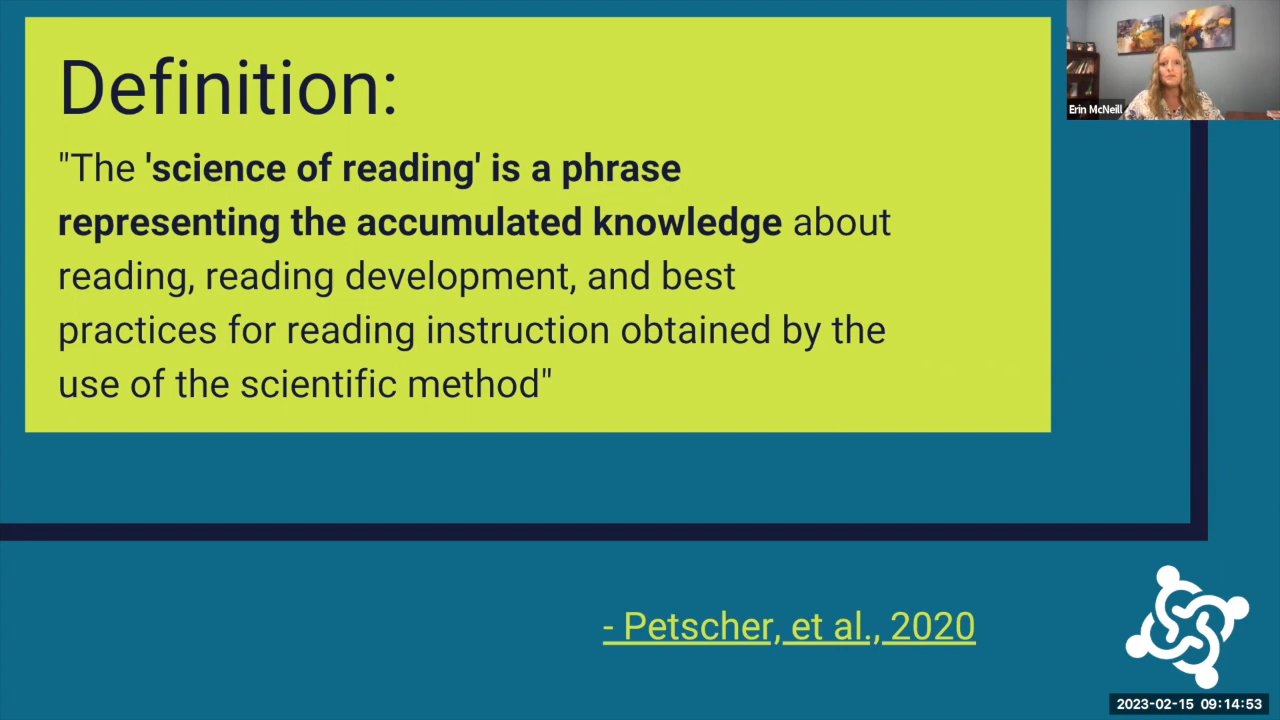 Definition:
"The 'science of reading' is a phrase
representing the accumulated knowledge about
reading, reading development, and best
practices for reading instruction obtained by the
use of the scientific method"
Erin McNeill
- Petscher, et al., 2020
2023-02-15 09:14:53